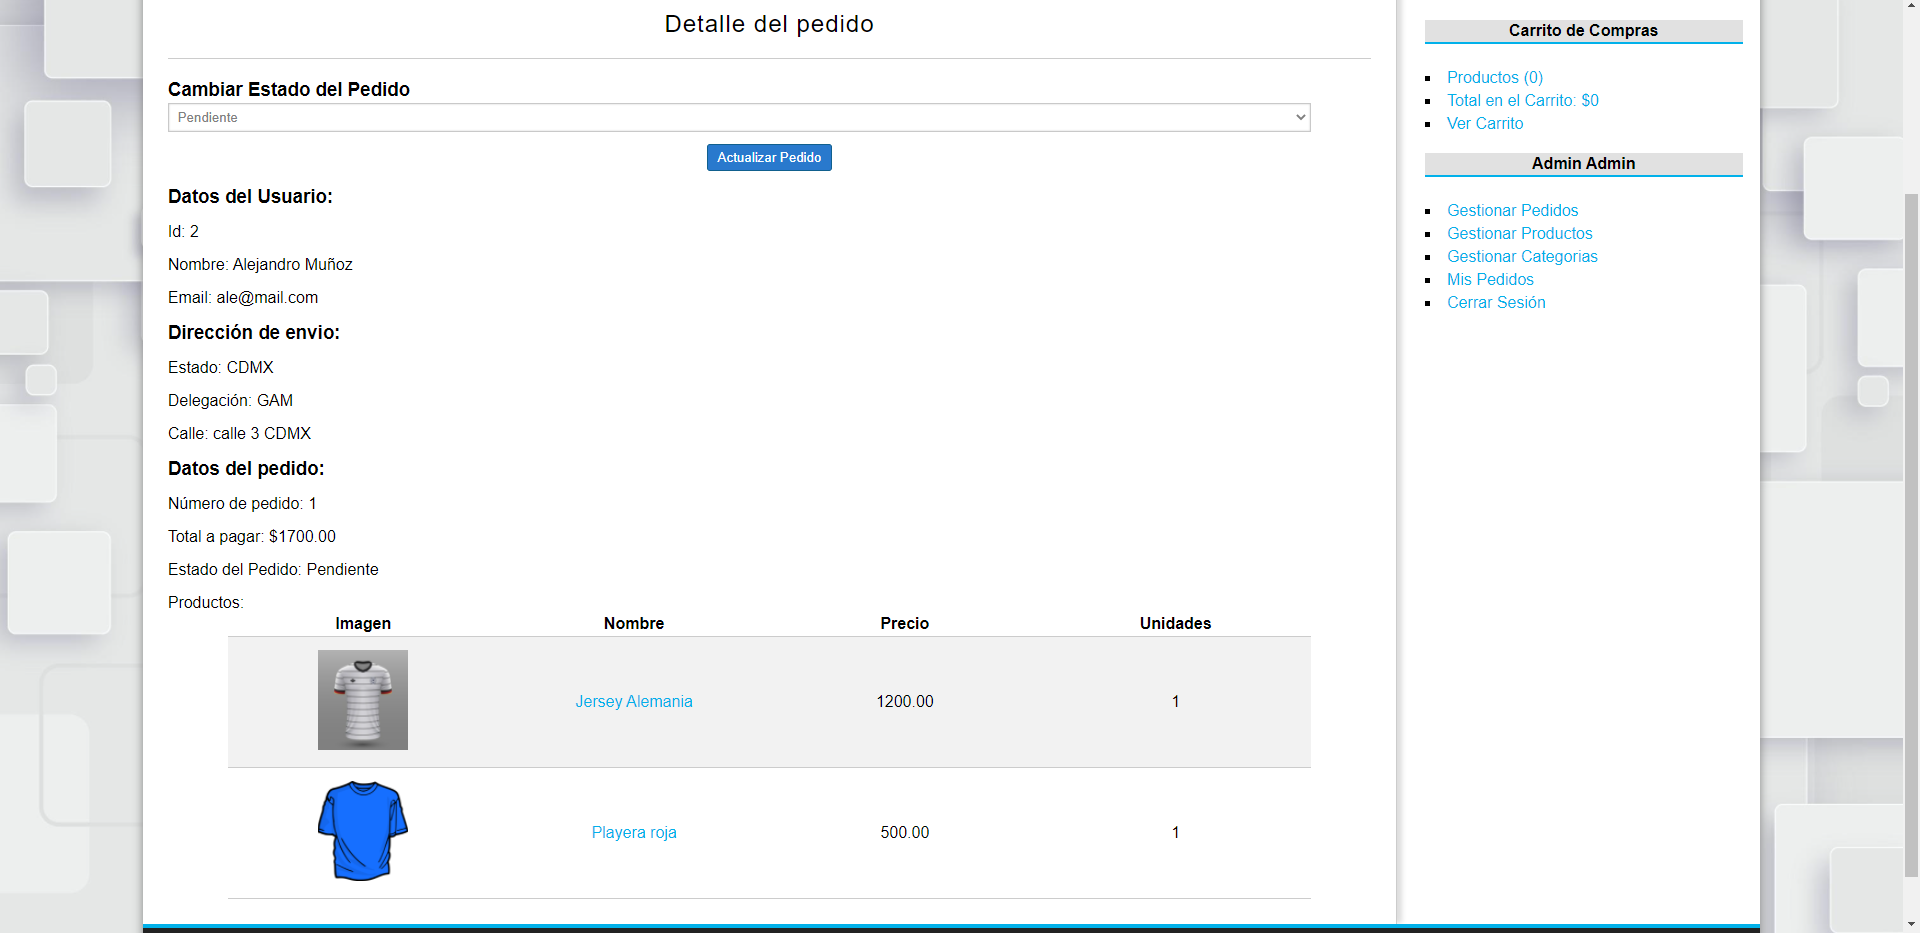 Detalle del pedido
Cambiar Estado del Pedido
Pendiente
Actualizar Pedido
Datos del Usuario:
Id: 2
Nombre: Alejandro Muñoz
Email: ale@mail.com
Dirección de envio:
Estado: CDMX
Delegación: GAM
Calle: calle 3 CDMX
Datos del pedido:
Número de pedido: 1
Total a pagar: $1700.00
Estado del Pedido: Pendiente
Productos:
Imagen Nombre Precio Unidades
Jersey Alemania 1200.00 1
Playera roja 500.00 1
Carrito de Compras
Productos (0)
Total en el Carrito: $0
Ver Carrito
Admin Admin
Gestionar Pedidos
Gestionar Productos
Gestionar Categorias
Mis Pedidos
Cerrar Sesión